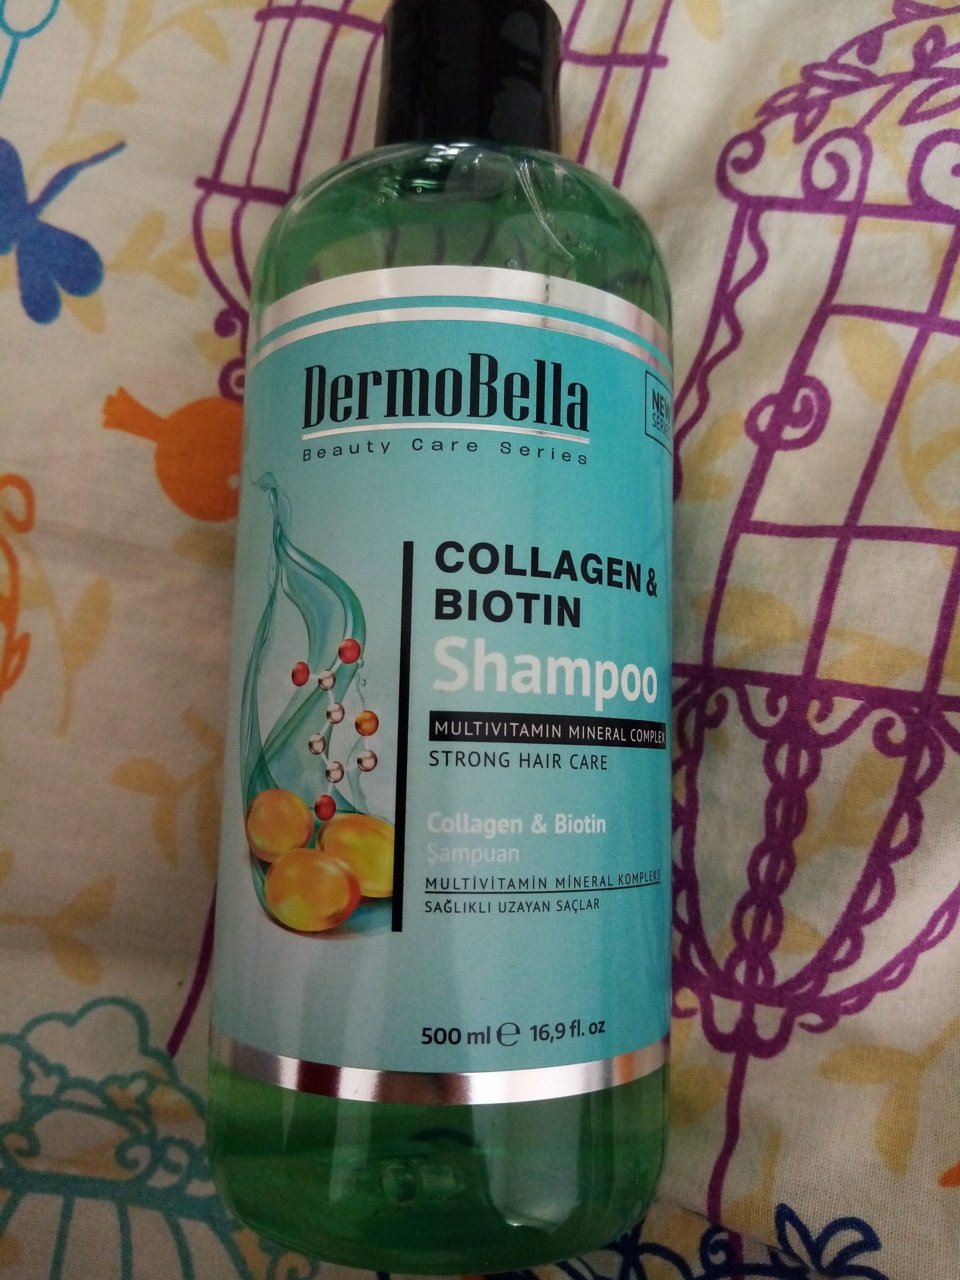 DermoBella
Beauty Care Series
NEW
SERIES
COLLAGEN &
BIOTIN
Shampoo
MULTIVITAMIN MINERAL COMPLEX
STRONG HAIR CARE
Collagen & Biotin
Şampuan
MULTİVİTAMİN MİNERAL KOMPLEKS
SAĞLIKLI UZAYAN SAÇLAR
500 ml ℮ 16,9 fl. oz